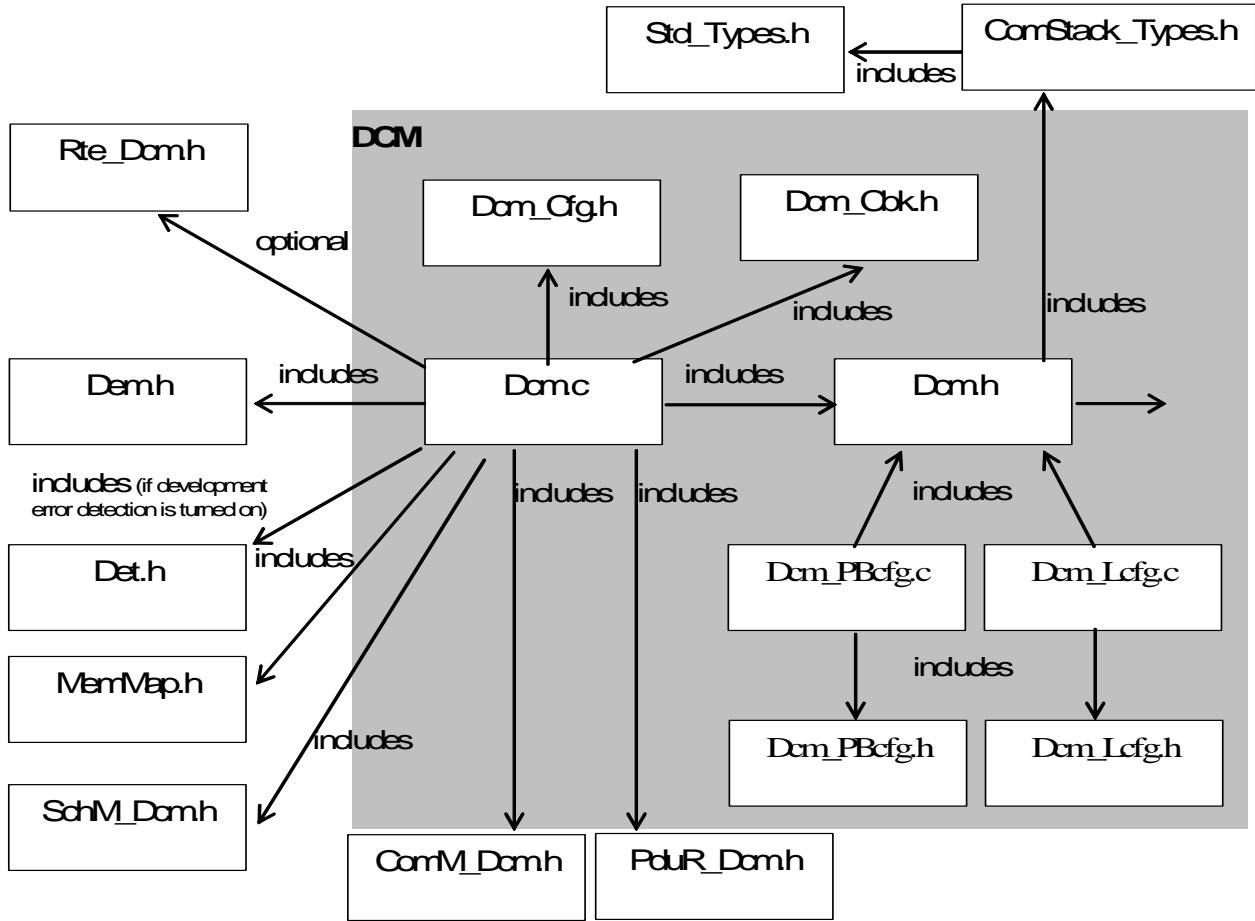 Std_Types.h
ComStack_Types.h
includes
DCM
Rte_Dcm.h
Dcm_Cfg.h
Dcm_Cbk.h
optional
includes
includes
includes
Dem.h
includes
Dcm.c
includes
Dcm.h
includes (if development
error detection is turned on)
includes
includes
includes
Det.h
includes
Dcm_PBcfg.c
Dcm_Lcfg.c
MemMap.h
includes
includes
Dcm_PBcfg.h
Dcm_Lcfg.h
SchM_Dcm.h
ComM_Dcm.h
PduR_Dcm.h